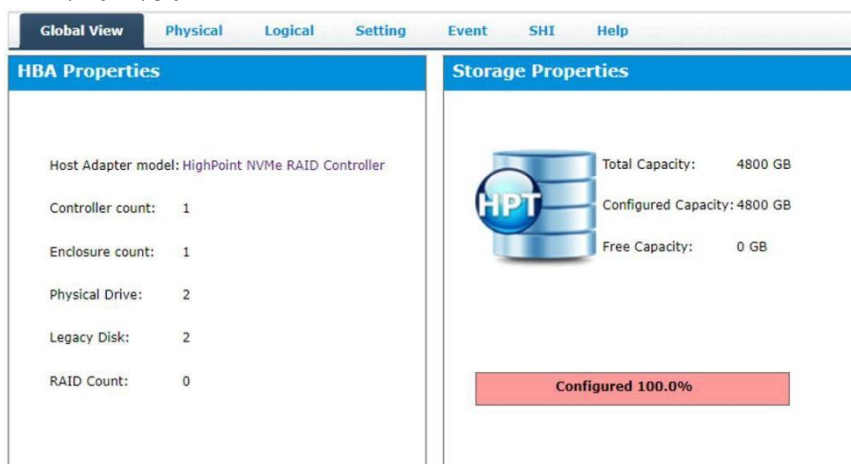 Global View Physical Logical Setting Event SHI Help
HBA Properties
Host Adapter model: HighPoint NVMe RAID Controller
Controller count: 1
Enclosure count: 1
Physical Drive: 2
Legacy Disk: 2
RAID Count: 0
Storage Properties
HPT
Total Capacity: 4800 GB
Configured Capacity: 4800 GB
Free Capacity: 0 GB
Configured 100.0%